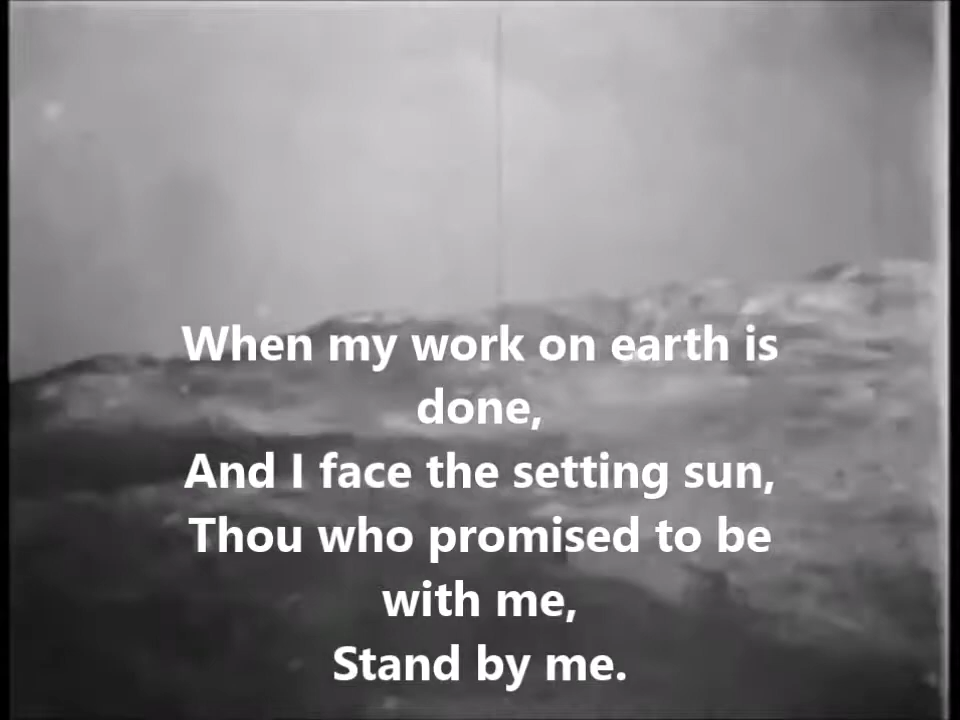 When my work on earth is
done,
And I face the setting sun,
Thou who promised to be
with me,
Stand by me.